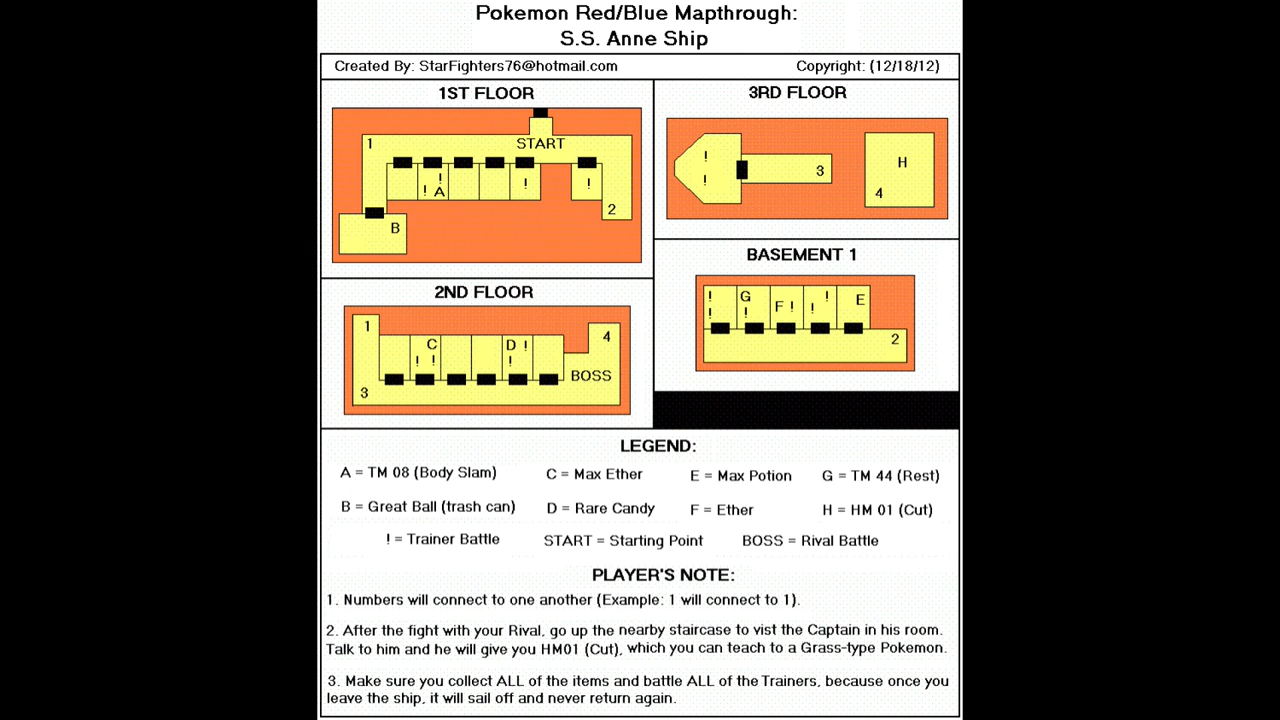 Pokemon Red/Blue Mapthrough:
S.S. Anne Ship
Created By: StarFighters76@hotmail.com
Copyright: (12/18/12)
1ST FLOOR
1
START
! A
!
!
!
2
B
3RD FLOOR
!
!
3
H
4
2ND FLOOR
1
C
! !
D !
!
4
BOSS
3
BASEMENT 1
!
!
G
!
F !
!
!
E
2
LEGEND:
A = TM 08 (Body Slam)
C = Max Ether
E = Max Potion
G = TM 44 (Rest)
B = Great Ball (trash can)
D = Rare Candy
F = Ether
H = HM 01 (Cut)
! = Trainer Battle
START = Starting Point
BOSS = Rival Battle
PLAYER'S NOTE:
1. Numbers will connect to one another (Example: 1 will connect to 1).
2. After the fight with your Rival, go up the nearby staircase to vist the Captain in his room.
Talk to him and he will give you HM01 (Cut), which you can teach to a Grass-type Pokemon.
3. Make sure you collect ALL of the items and battle ALL of the Trainers, because once you
leave the ship, it will sail off and never return again.